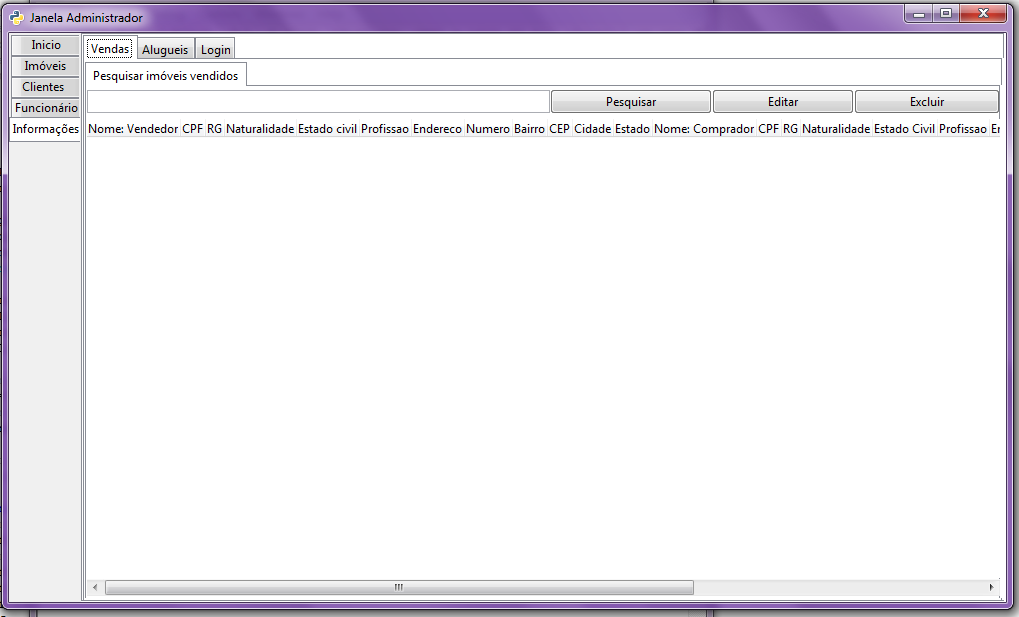 Janela Administrador
Inicio
Imóveis
Clientes
Funcionário
Informações
Vendas Alugueis Login
Pesquisar imóveis vendidos
Pesquisar Editar Excluir
Nome: Vendedor CPF RG Naturalidade Estado civil Profissao Endereco Numero Bairro CEP Cidade Estado Nome: Comprador CPF RG Naturalidade Estado Civil Profissao